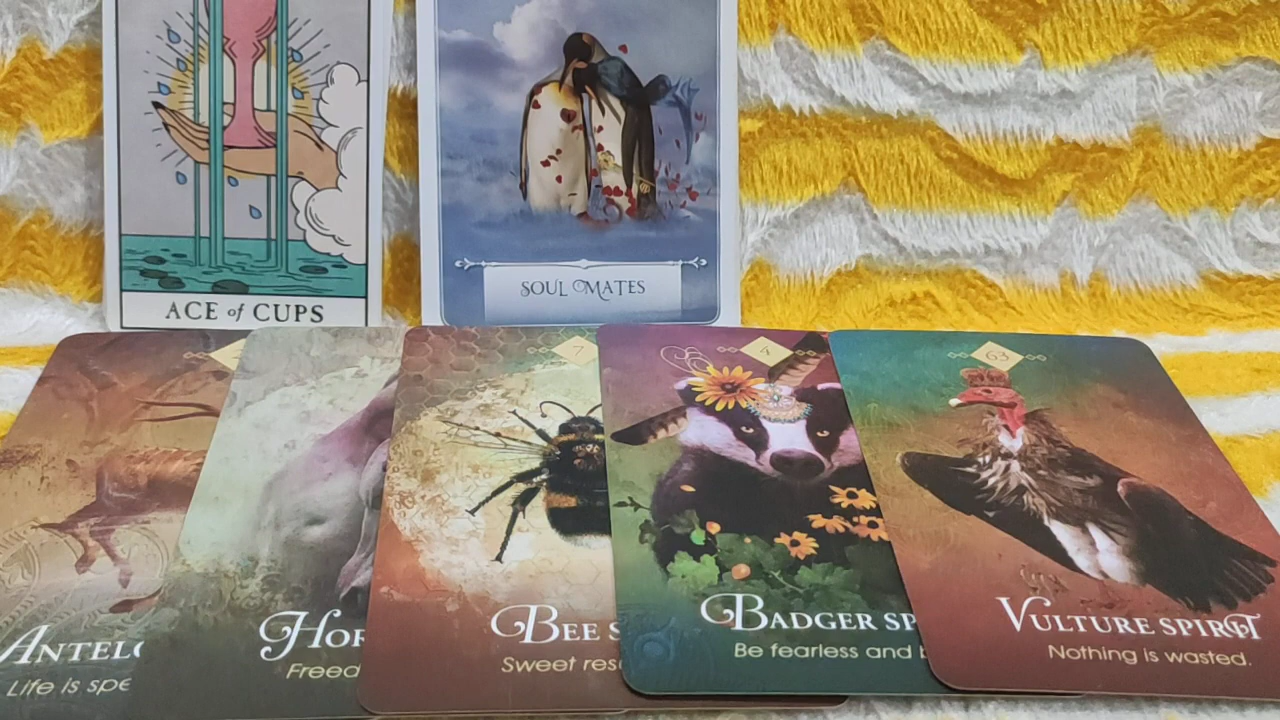 ACE of CUPS
SOUL MATES
7
4
63
ANTELO
Life is spe
HOR
Freed
BEE S
Sweet res
BADGER SP
Be fearless and b
VULTURE SPIRIT
Nothing is wasted.